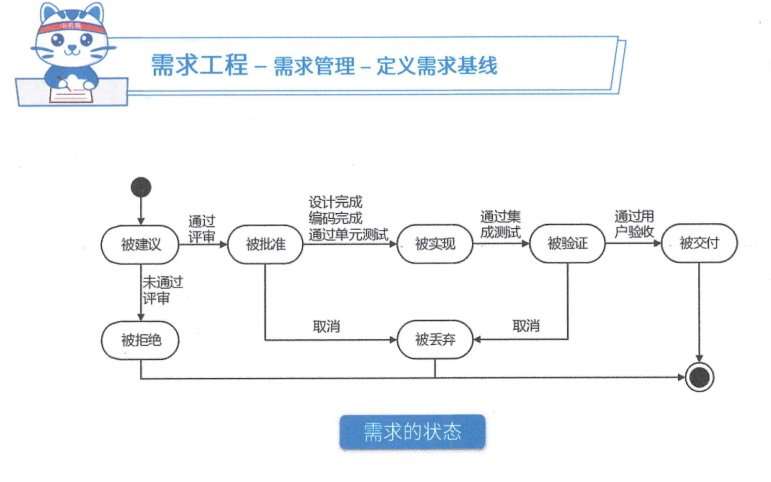 需求工程 – 需求管理 – 定义需求基线
通过
评审
设计完成
编码完成
通过单元测试
通过集
成测试
通过用
户验收
被建议
被批准
被实现
被验证
被交付
未通过
评审
取消
取消
被拒绝
被丢弃
需求的状态